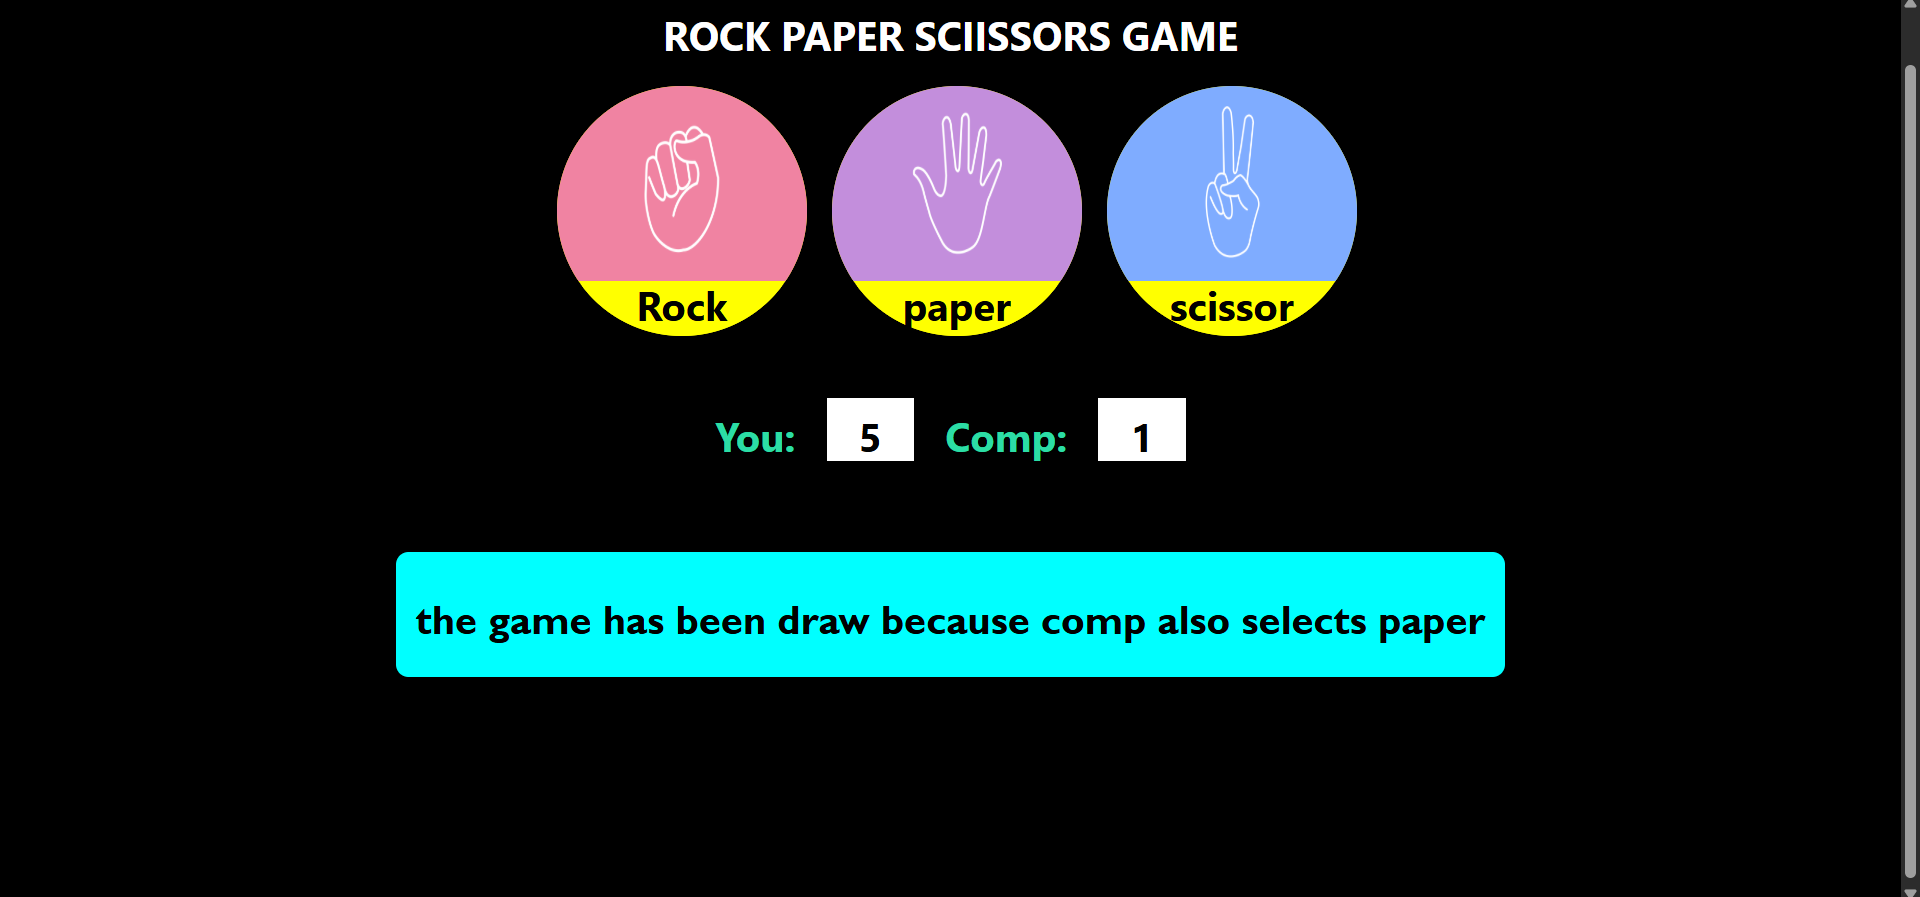 ROCK PAPER SCIISSORS GAME
Rock paper scissor
You: 5 Comp: 1
the game has been draw because comp also selects paper